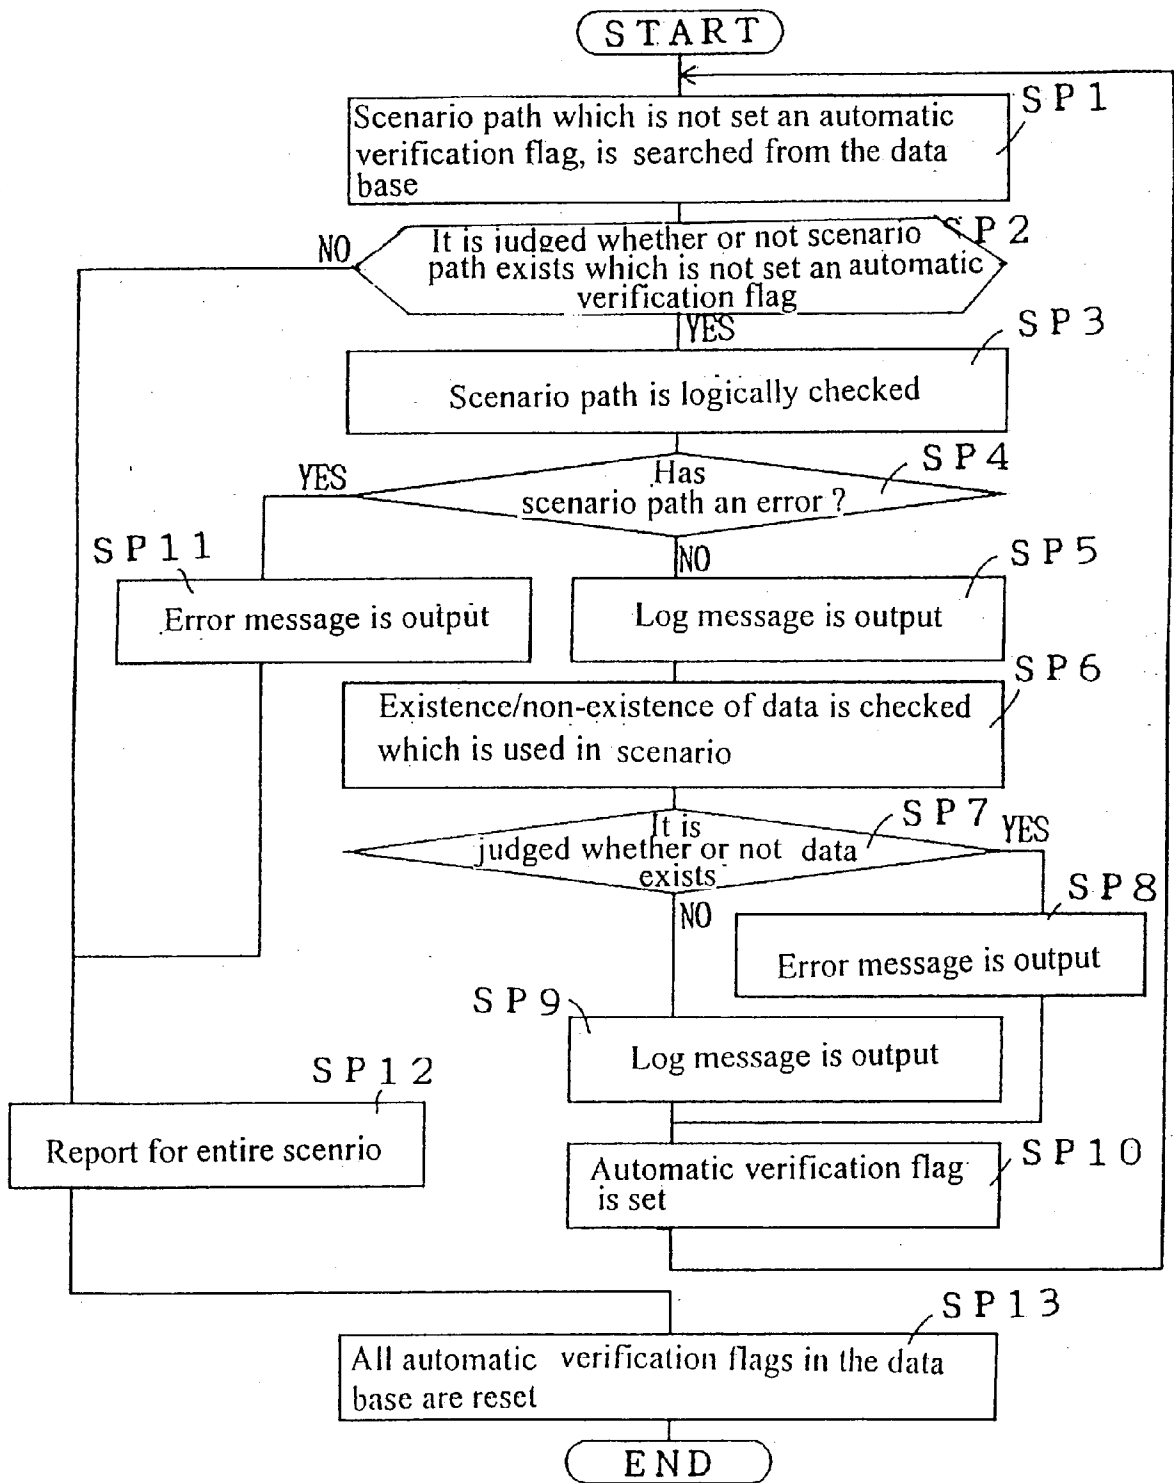 START
SP1
Scenario path which is not set an automatic
verification flag, is searched from the data
base
SP2
NO
It is judged whether or not scenario
path exists which is not set an automatic
verification flag
YES
SP3
Scenario path is logically checked
SP4
YES
Has
scenario path an error ?
NO
SP11
Error message is output
SP5
Log message is output
SP6
Existence/non-existence of data is checked
which is used in scenario
SP7
YES
It is
judged whether or not data
exists
NO
SP8
Error message is output
SP9
Log message is output
SP12
Report for entire scenrio
SP10
Automatic verification flag
is set
SP13
All automatic verification flags in the data
base are reset
END